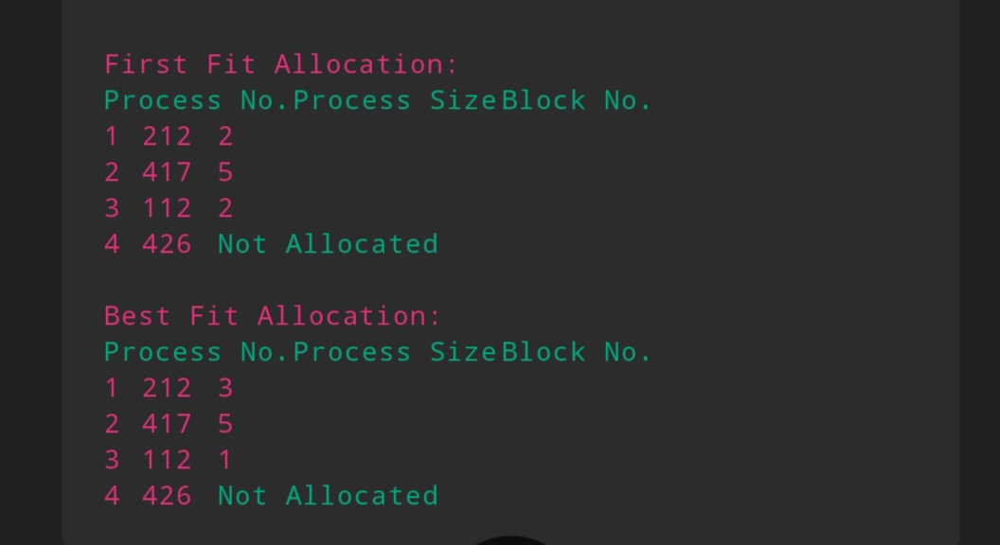 First Fit Allocation:
Process No.Process SizeBlock No.
1 212 2
2 417 5
3 112 2
4 426 Not Allocated
Best Fit Allocation:
Process No.Process SizeBlock No.
1 212 3
2 417 5
3 112 1
4 426 Not Allocated